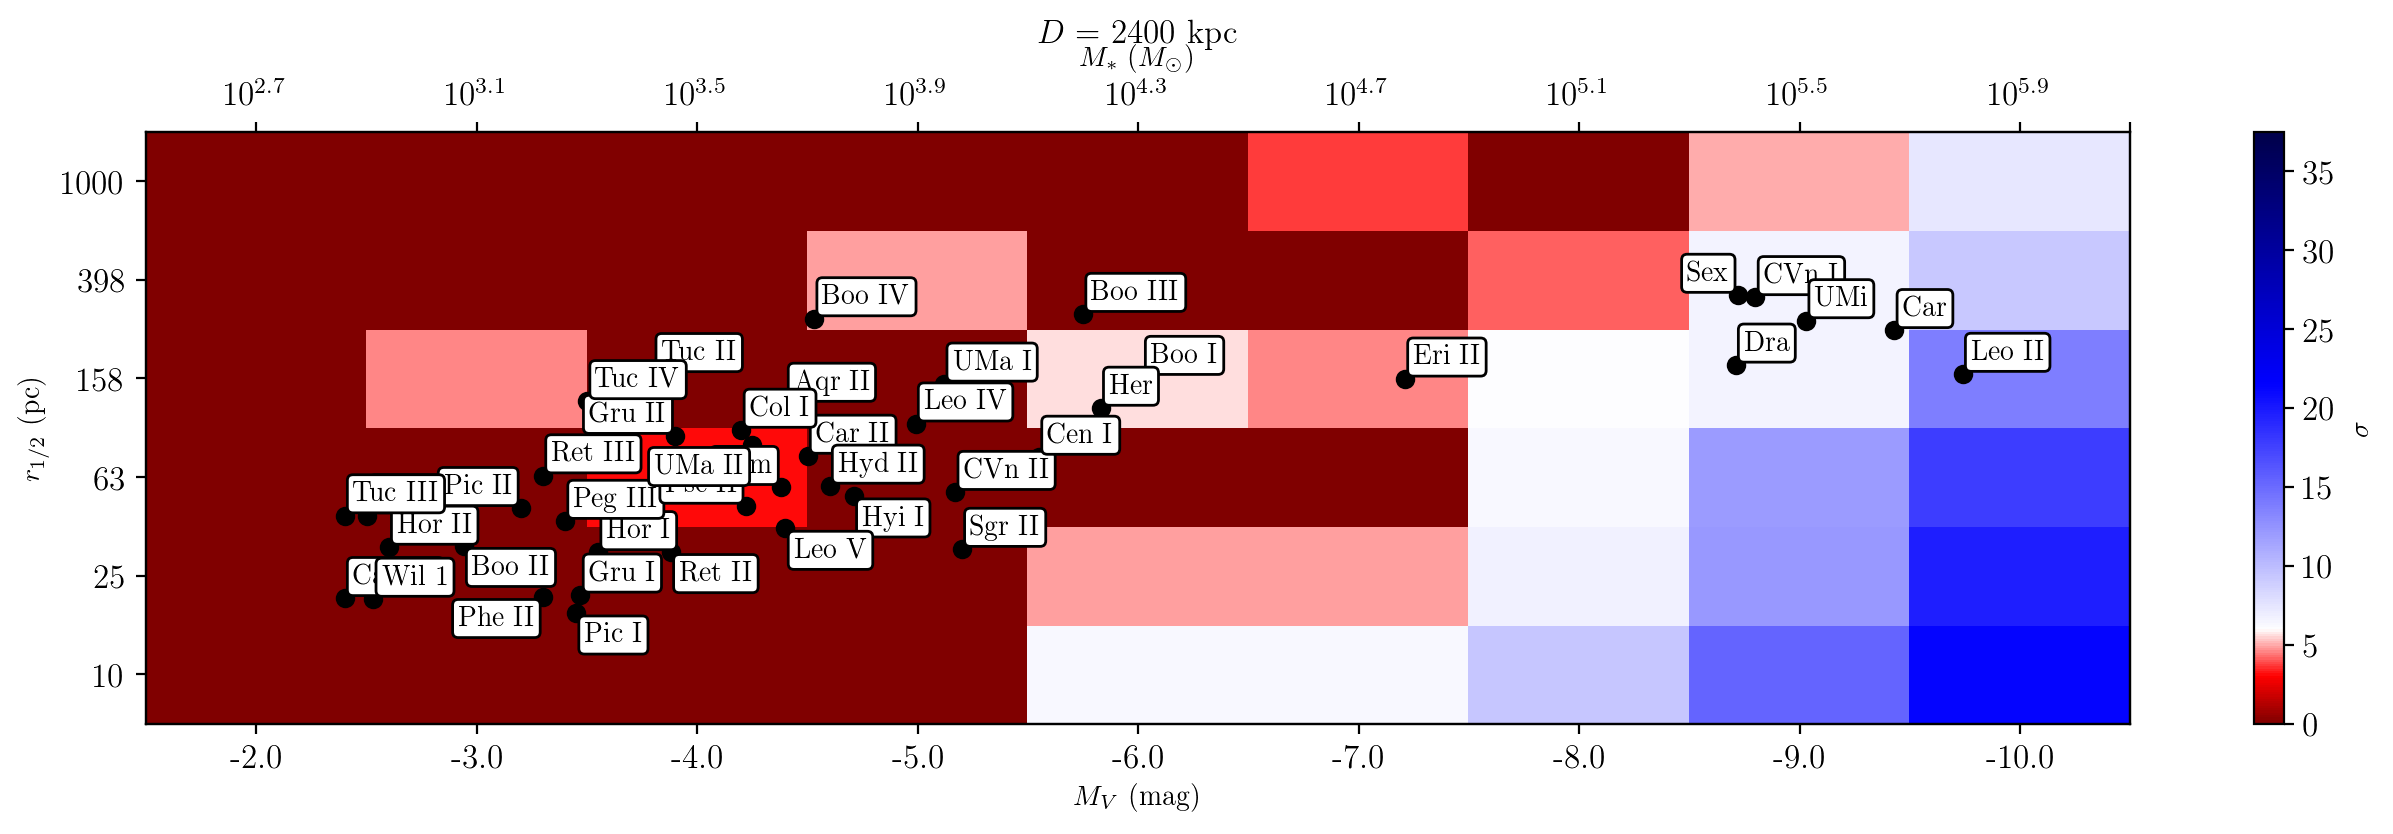 D = 2400 kpc
M* (M⊙)
10^2.7 10^3.1 10^3.5 10^3.9 10^4.3 10^4.7 10^5.1 10^5.5 10^5.9
1000
398
158
63
25
10
r1/2 (pc)
Sex
CVn I
UMi
Car
Boo IV
Boo III
Dra
Leo II
Tuc II
Tuc IV
UMa I
Boo I
Eri II
Aqr II
Her
Gru II
Col I
Leo IV
Car II
Cen I
Ret III
UMa II
Hyd II
CVn II
Tuc III
Pic II
Peg III
Hor II
Hor I
Hyi I
Sgr II
Leo V
Wil 1
Boo II
Gru I
Ret II
Phe II
Pic I
-2.0 -3.0 -4.0 -5.0 -6.0 -7.0 -8.0 -9.0 -10.0
MV (mag)
35
30
25
20
15
10
5
0
σ